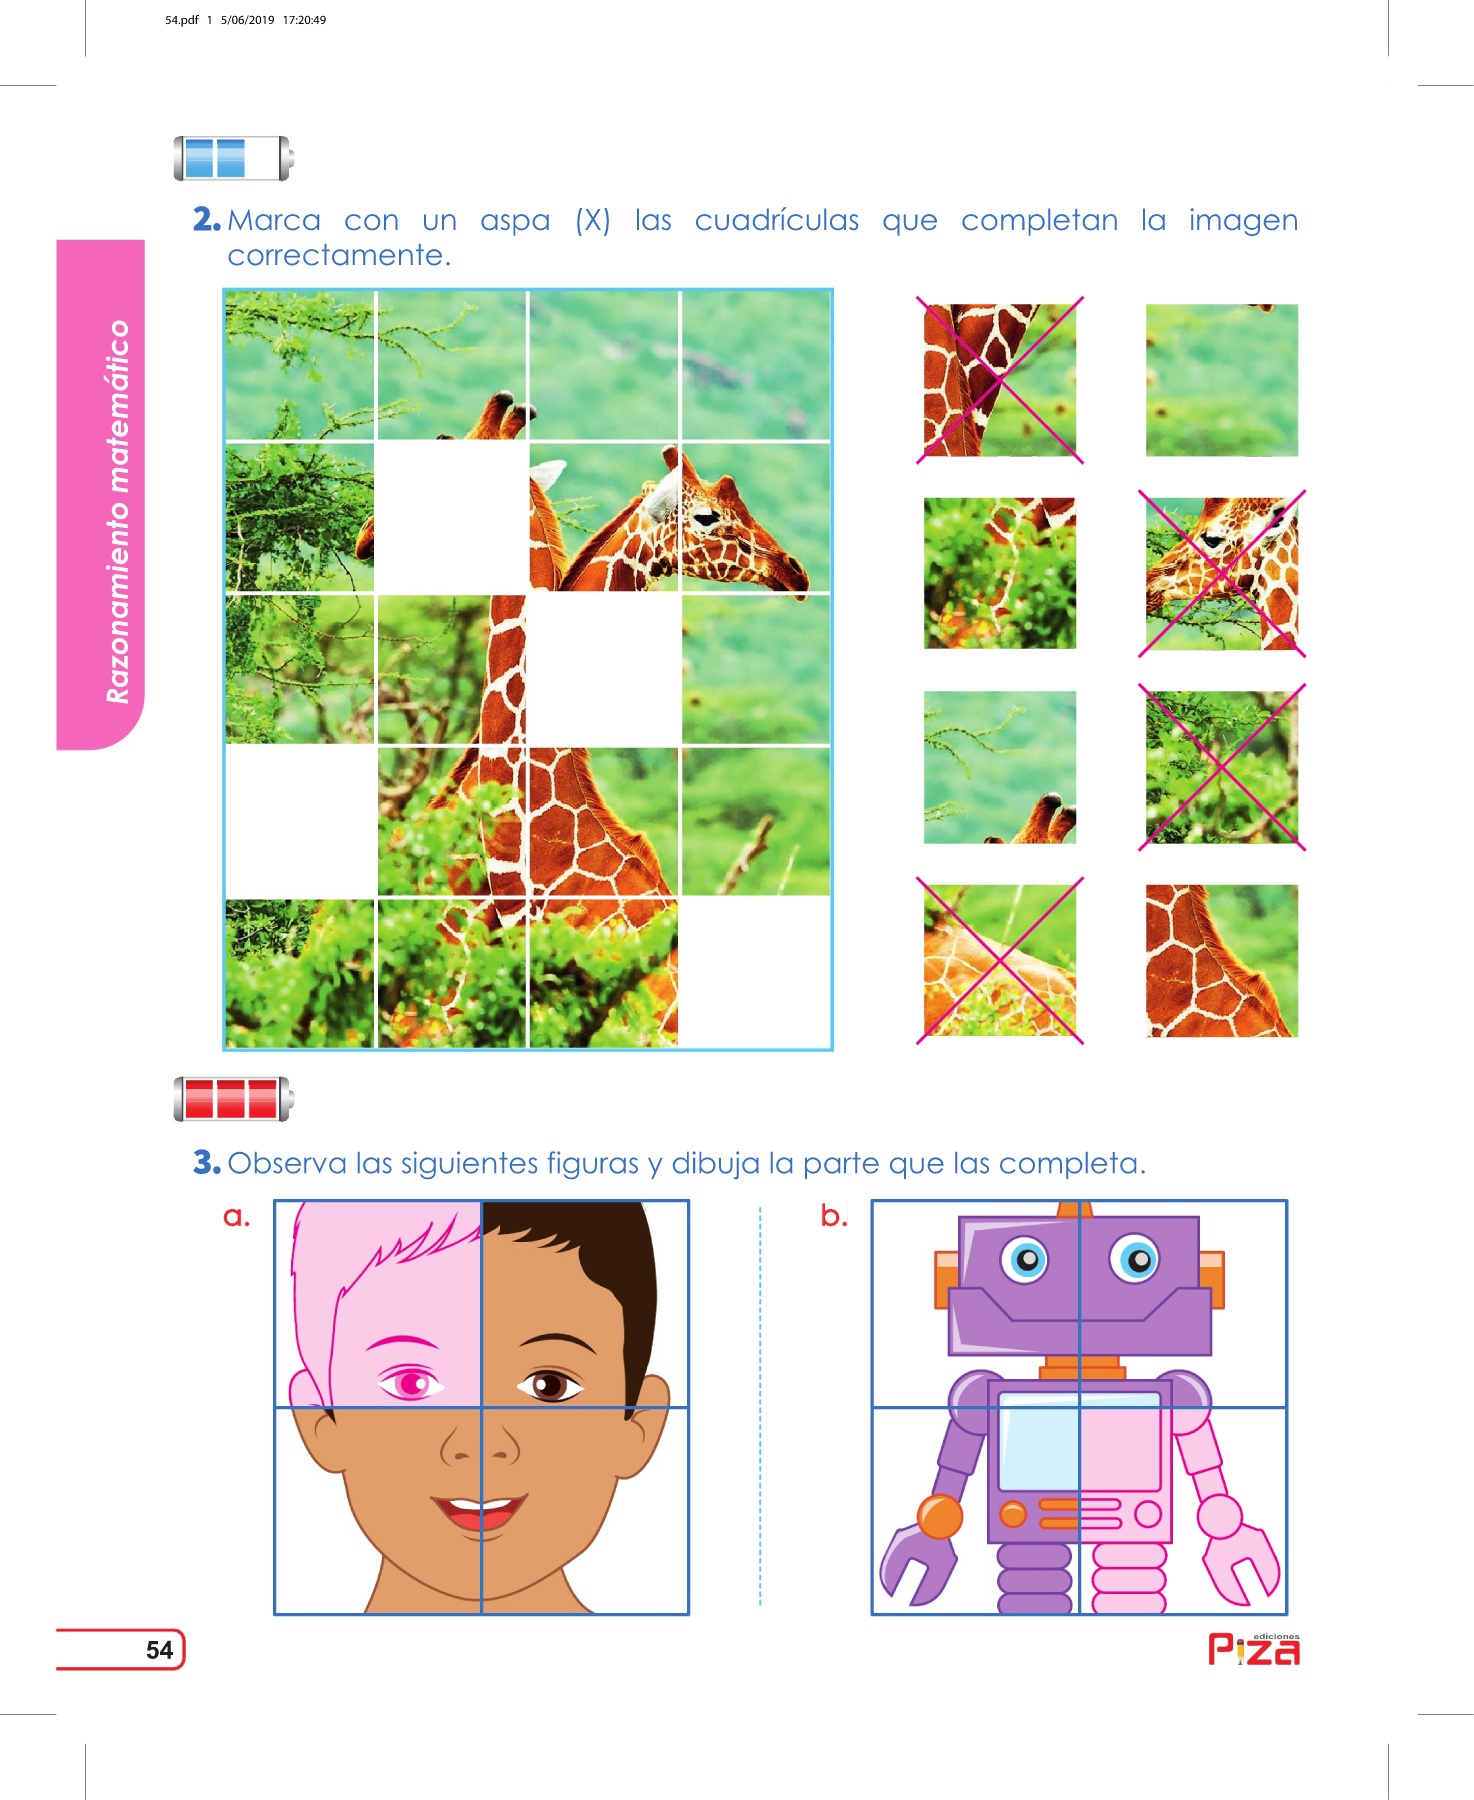 54.pdf 1 5/06/2019 17:20:49
2. Marca con un aspa (X) las cuadrículas que completan la imagen
correctamente.
Razonamiento matemático
3. Observa las siguientes figuras y dibuja la parte que las completa.
a.
b.
54
ediciones
Piza